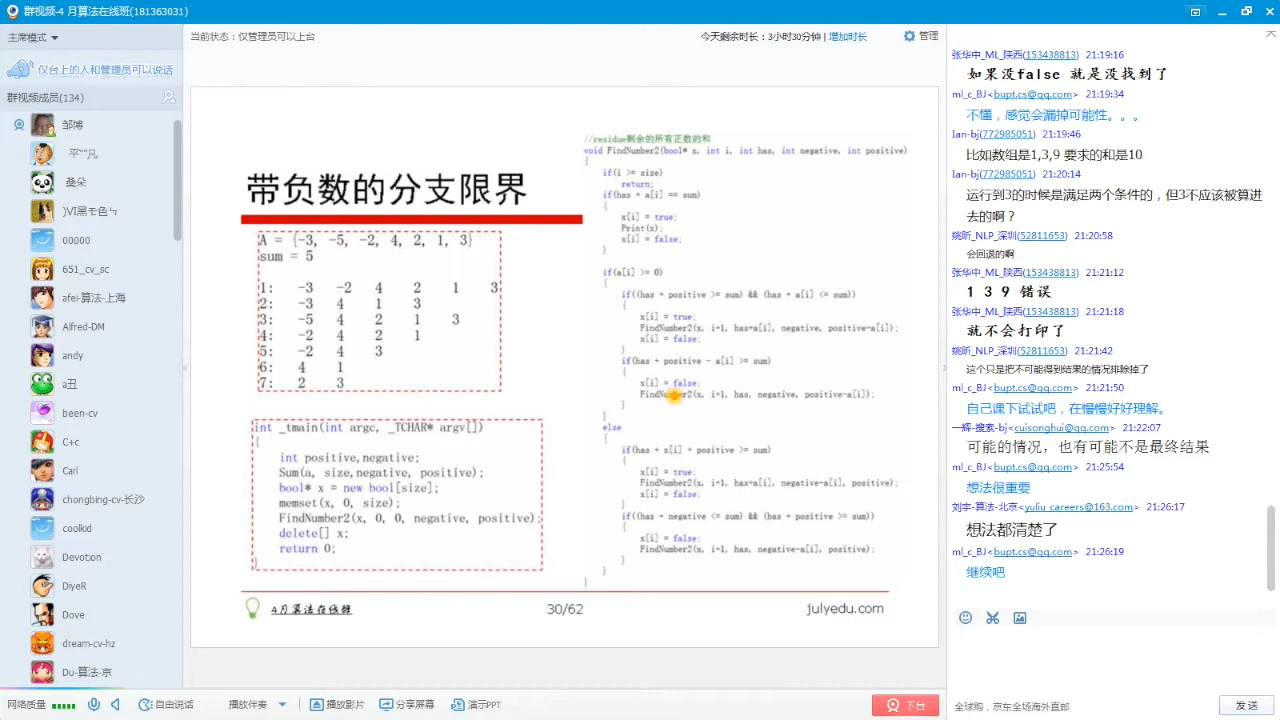 群视频-4 月算法在线班(181363031)
主席模式
当前状态：仅管理员可以上台
今天剩余时长：3小时30分钟 | 增加时长
管理
仅台上的人和管理员可以说话
群视频成员(134)
邹博
桑朵
00000
651_cv_sc
afei-算法-上海
Alfred-DM
andy
a丑
been-cv
C+c
Carl
chongbing-cv-长沙
coolkid
Devotion
DiyeR
Dove
dream-cv-hz
Du-算法-京
带负数的分支限界
A = {-3, -5, -2, 4, 2, 1, 3}
sum = 5
1: -3 -2 4 2 1 3
2: -3 4 1 3
3: -5 4 2 1 3
4: -2 4 2 1
5: -2 4 3
6: 4 1
7: 2 3
int _tmain(int argc, _TCHAR* argv[])
{
int positive,negative;
Sum(a, size,negative, positive);
bool* x = new bool[size];
memset(x, 0, size);
FindNumber2(x, 0, 0, negative, positive);
delete[] x;
return 0;
}
//residue剩余的所有正数的和
void FindNumber2(bool* x, int i, int has, int negative, int positive)
{
if(i >= size)
return;
if(has + a[i] == sum)
{
x[i] = true;
Print(x);
x[i] = false;
}
if(a[i] >= 0)
{
if((has + positive >= sum) && (has + a[i] <= sum))
{
x[i] = true;
FindNumber2(x, i+1, has+a[i], negative, positive-a[i]);
x[i] = false;
}
if(has + positive - a[i] >= sum)
{
x[i] = false;
FindNumber2(x, i+1, has, negative, positive-a[i]);
}
}
else
{
if(has + x[i] + positive >= sum)
{
x[i] = true;
FindNumber2(x, i+1, has+a[i], negative-a[i], positive);
x[i] = false;
}
if((has + negative <= sum) && (has + positive >= sum))
{
x[i] = false;
FindNumber2(x, i+1, has, negative-a[i], positive);
}
}
}
4月算法在线班
30/62
julyedu.com
张华中_ML_陕西(153438813) 21:19:16
如果没false 就是没找到了
ml_c_BJ<bupt.cs@qq.com> 21:19:34
不懂，感觉会漏掉可能性。。。
Ian-bj(772985051) 21:19:46
比如数组是1,3,9 要求的和是10
Ian-bj(772985051) 21:20:14
运行到3的时候是满足两个条件的，但3不应该被算进
去的啊？
姚昕_NLP_深圳(52811653) 21:20:58
会回退的啊
张华中_ML_陕西(153438813) 21:21:12
1 3 9 错误
张华中_ML_陕西(153438813) 21:21:18
就不会打印了
姚昕_NLP_深圳(52811653) 21:21:42
这个只是把不可能得到结果的情况排除掉了
ml_c_BJ<bupt.cs@qq.com> 21:21:50
自己课下试试吧，在慢慢好好理解。
一辉-搜索-bj<cuisonghui@qq.com> 21:22:07
可能的情况，也有可能不是最终结果
ml_c_BJ<bupt.cs@qq.com> 21:25:54
想法很重要
刘宇-算法-北京<yuliu_careers@163.com> 21:26:17
想法都清楚了
ml_c_BJ<bupt.cs@qq.com> 21:26:19
继续吧
网络质量
自由说话
播放伴奏
播放影片
分享屏幕
演示PPT
下台
全球购，京东全场海外直邮
发送